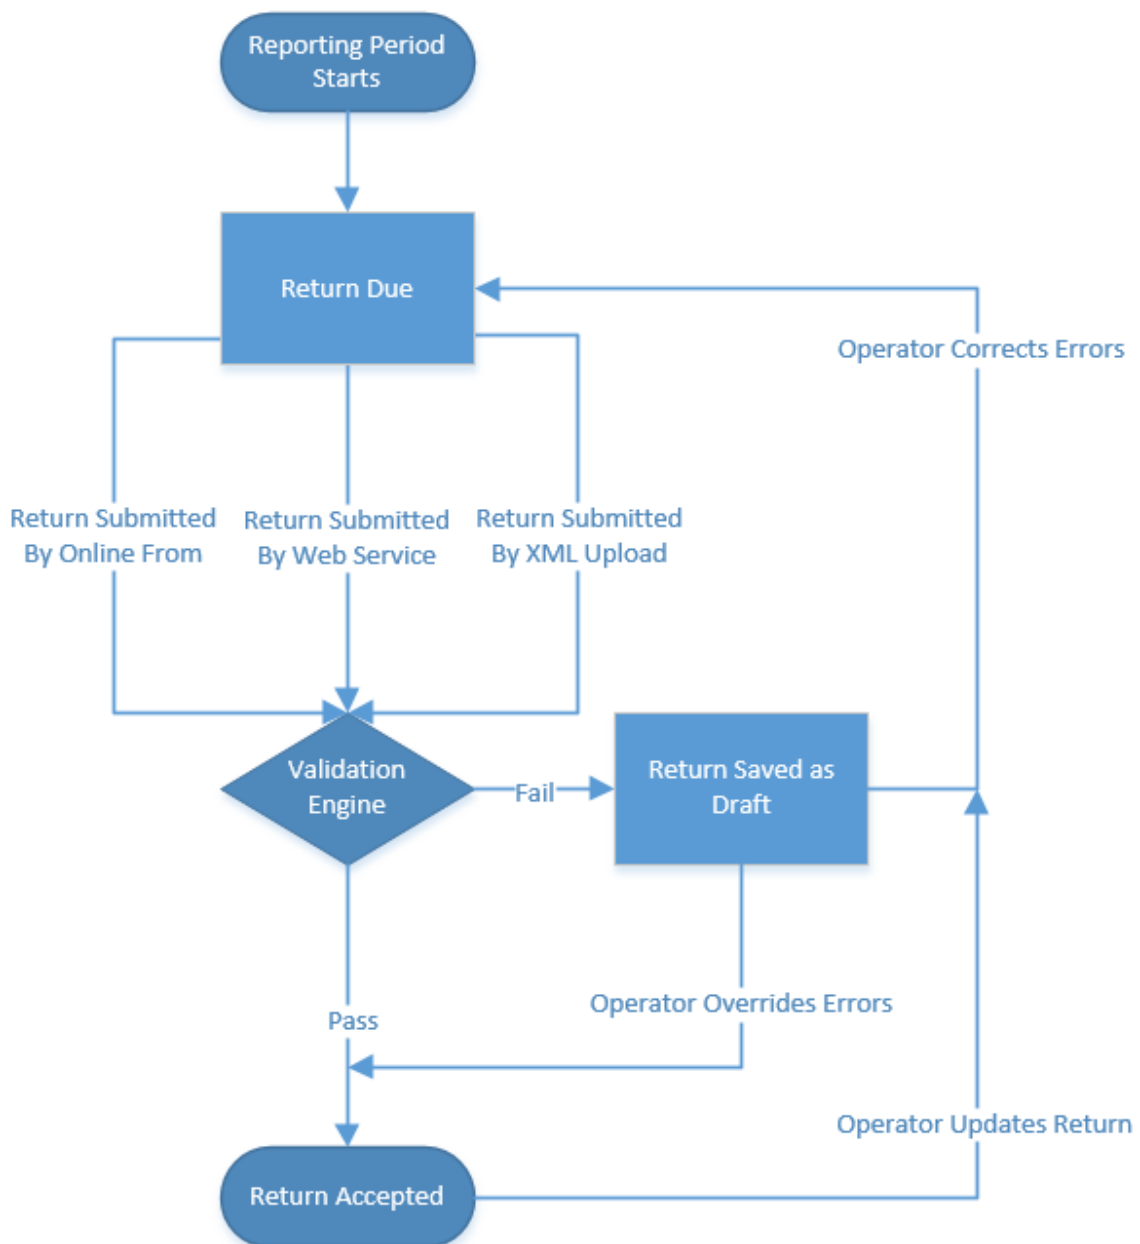 Reporting Period
Starts
Return Due
Operator Corrects Errors
Return Submitted
By Online From
Return Submitted
By Web Service
Return Submitted
By XML Upload
Validation
Engine
Fail
Return Saved as
Draft
Operator Overrides Errors
Pass
Operator Updates Return
Return Accepted